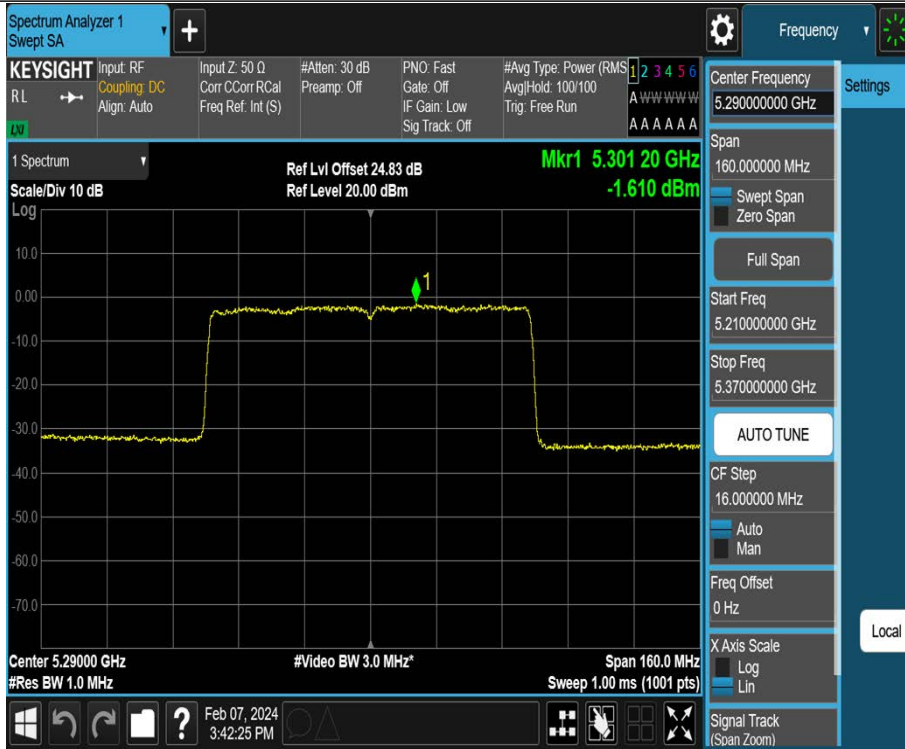 Spectrum Analyzer 1
Swept SA
+
Frequency
KEYSIGHT
R L
LXI
Input: RF
Coupling: DC
Align: Auto
Input Z: 50 Ω
Corr CCorr RCal
Freq Ref: Int (S)
#Atten: 30 dB
Preamp: Off
PNO: Fast
Gate: Off
IF Gain: Low
Sig Track: Off
#Avg Type: Power (RMS
Avg|Hold: 100/100
Trig: Free Run
1 2 3 4 5 6
A W W W W W
A A A A A A
1 Spectrum
Scale/Div 10 dB
Log
Ref Lvl Offset 24.83 dB
Ref Level 20.00 dBm
Mkr1 5.301 20 GHz
-1.610 dBm
10.0
0.00
-10.0
-20.0
-30.0
-40.0
-50.0
-60.0
-70.0
1
Center 5.29000 GHz
#Res BW 1.0 MHz
#Video BW 3.0 MHz*
Span 160.0 MHz
Sweep 1.00 ms (1001 pts)
Center Frequency
5.290000000 GHz
Span
160.000000 MHz
Swept Span
Zero Span
Full Span
Start Freq
5.210000000 GHz
Stop Freq
5.370000000 GHz
AUTO TUNE
CF Step
16.000000 MHz
Auto
Man
Freq Offset
0 Hz
X Axis Scale
Log
Lin
Signal Track
(Span Zoom)
Settings
Local
?
Feb 07, 2024
3:42:25 PM